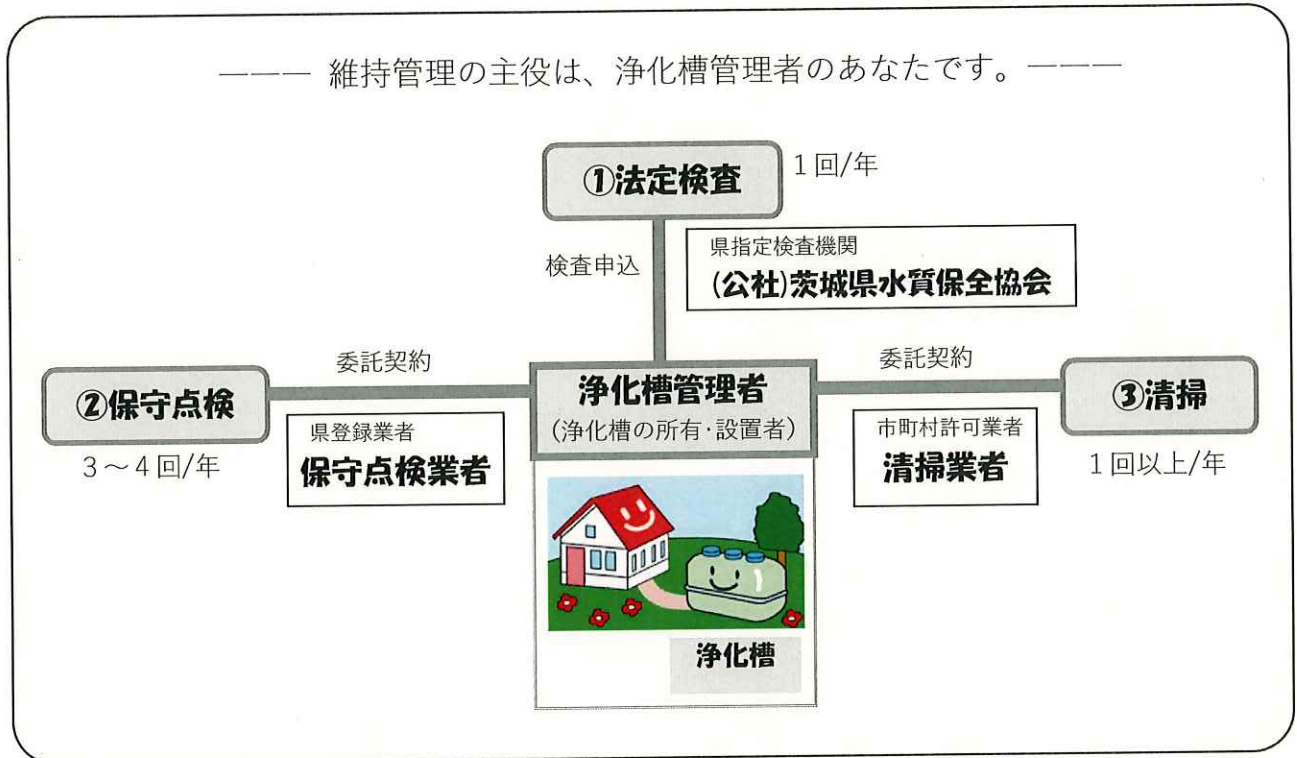 ——— 維持管理の主役は、浄化槽管理者のあなたです。———
①法定検査
1回/年
検査申込
県指定検査機関
(公社)茨城県水質保全協会
委託契約
②保守点検
3～4回/年
県登録業者
保守点検業者
浄化槽管理者
(浄化槽の所有・設置者)
委託契約
③清掃
1回以上/年
市町村許可業者
清掃業者
浄化槽